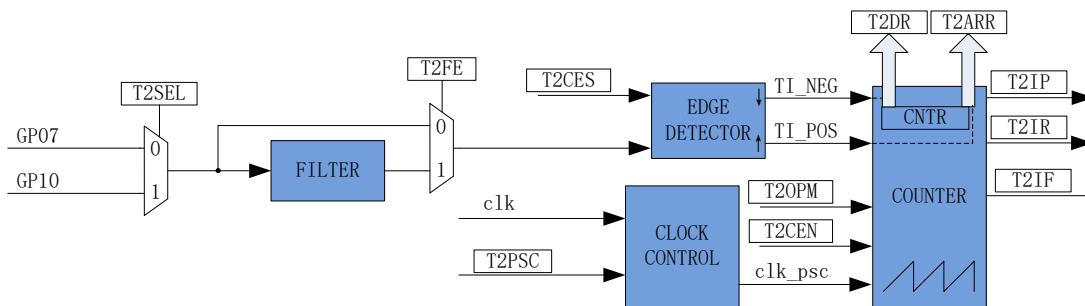 T2DR
T2ARR
T2SEL
T2FE
T2CES
TI_NEG
T2IP
GP07
0
0
EDGE
DETECTOR
CNTR
TI_POS
T2IR
GP10
1
FILTER
1
T2IF
clk
T2OPM
COUNTER
CLOCK
CONTROL
T2CEN
T2PSC
clk_psc